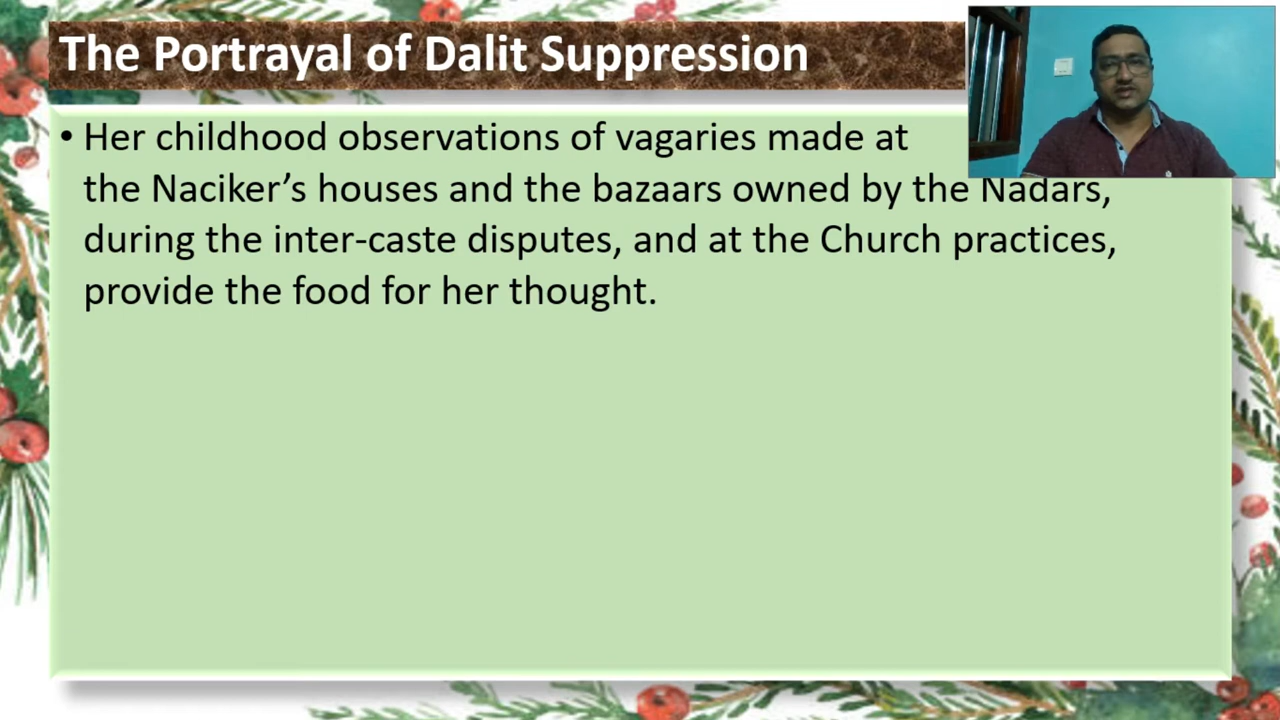 The Portrayal of Dalit Suppression
• Her childhood observations of vagaries made at
the Naciker’s houses and the bazaars owned by the Nadars,
during the inter-caste disputes, and at the Church practices,
provide the food for her thought.